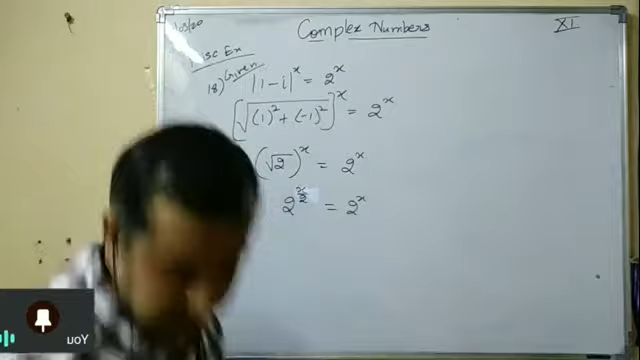 Complex Numbers
XI
Misc Ex
18) Given |1 - i|^x = 2^x
[√((1)² + (-1)²)]^x = 2^x
(√2)^x = 2^x
2^(x/2) = 2^x
You